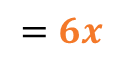 = 6x